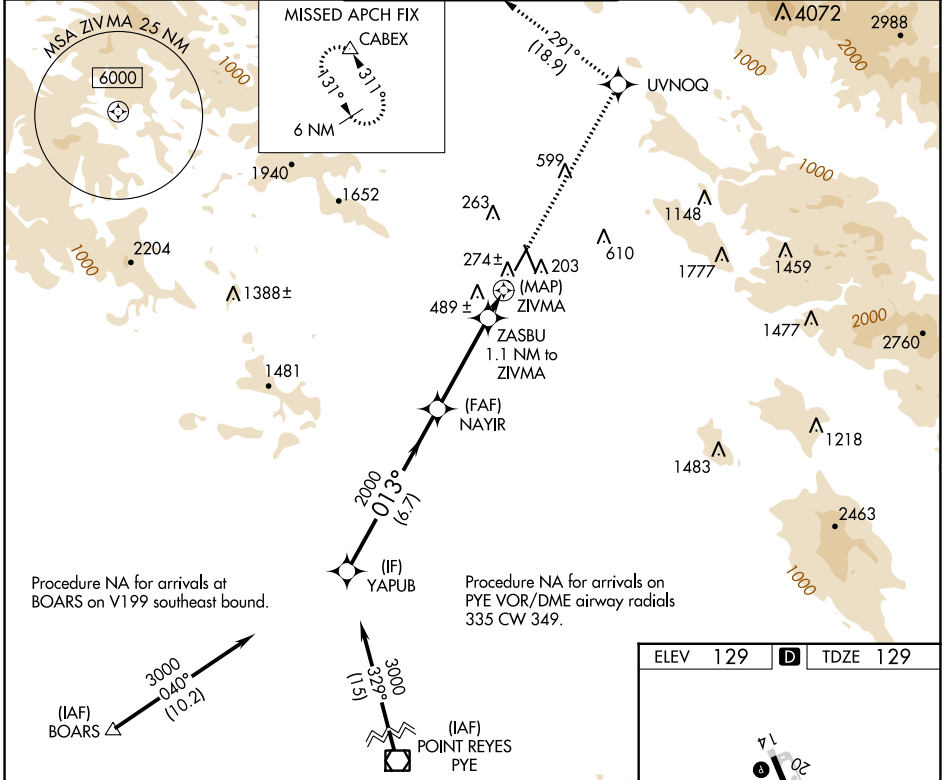 MSA ZIVMA 25 NM
6000
MISSED APCH FIX
CABEX
131°
311°
6 NM
291°
(18.9)
UVNOQ
4072
2988
1000
1000
2000
1000
1940
1652
2204
1000
1388±
1481
263
599
274±
203
610
489 ±
(MAP)
ZIVMA
1148
1777
1459
1477
2000
2760
ZASBU
1.1 NM to
ZIVMA
(FAF)
NAYIR
1218
1483
2463
1000
2000
013°
(6.7)
(IF)
YAPUB
Procedure NA for arrivals at
BOARS on V199 southeast bound.
Procedure NA for arrivals on
PYE VOR/DME airway radials
335 CW 349.
3000
040°
(10.2)
(IAF)
BOARS
3000
329°
(15)
(IAF)
POINT REYES
PYE
ELEV 129 D TDZE 129
14
20